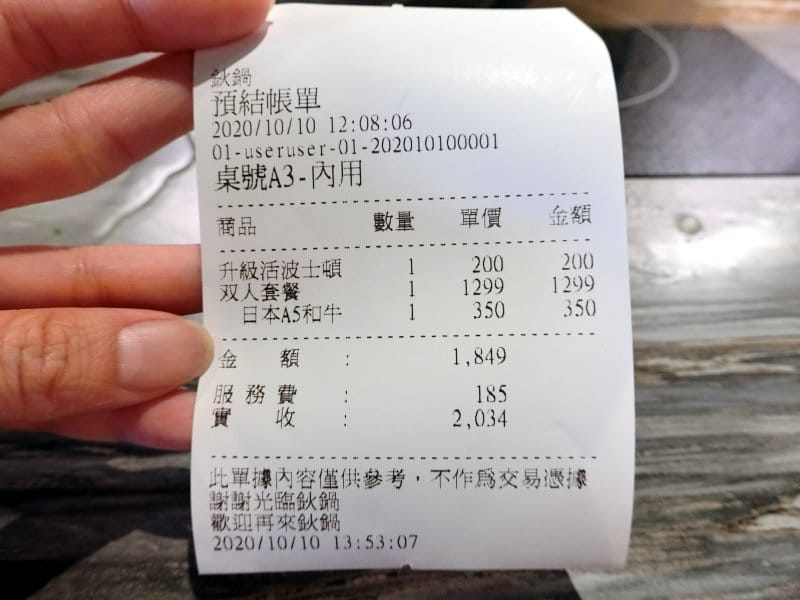 鈥鍋
預結帳單
2020/10/10 12:08:06
01-useruser-01-202010100001
桌號A3-內用
商品 數量 單價 金額
升級活波士頓 1 200 200
双人套餐 1 1299 1299
日本A5和牛 1 350 350
金 額 : 1,849
服務費 : 185
實 收 : 2,034
此單據內容僅供參考，不作為交易憑據
謝謝光臨鈥鍋
歡迎再來鈥鍋
2020/10/10 13:53:07